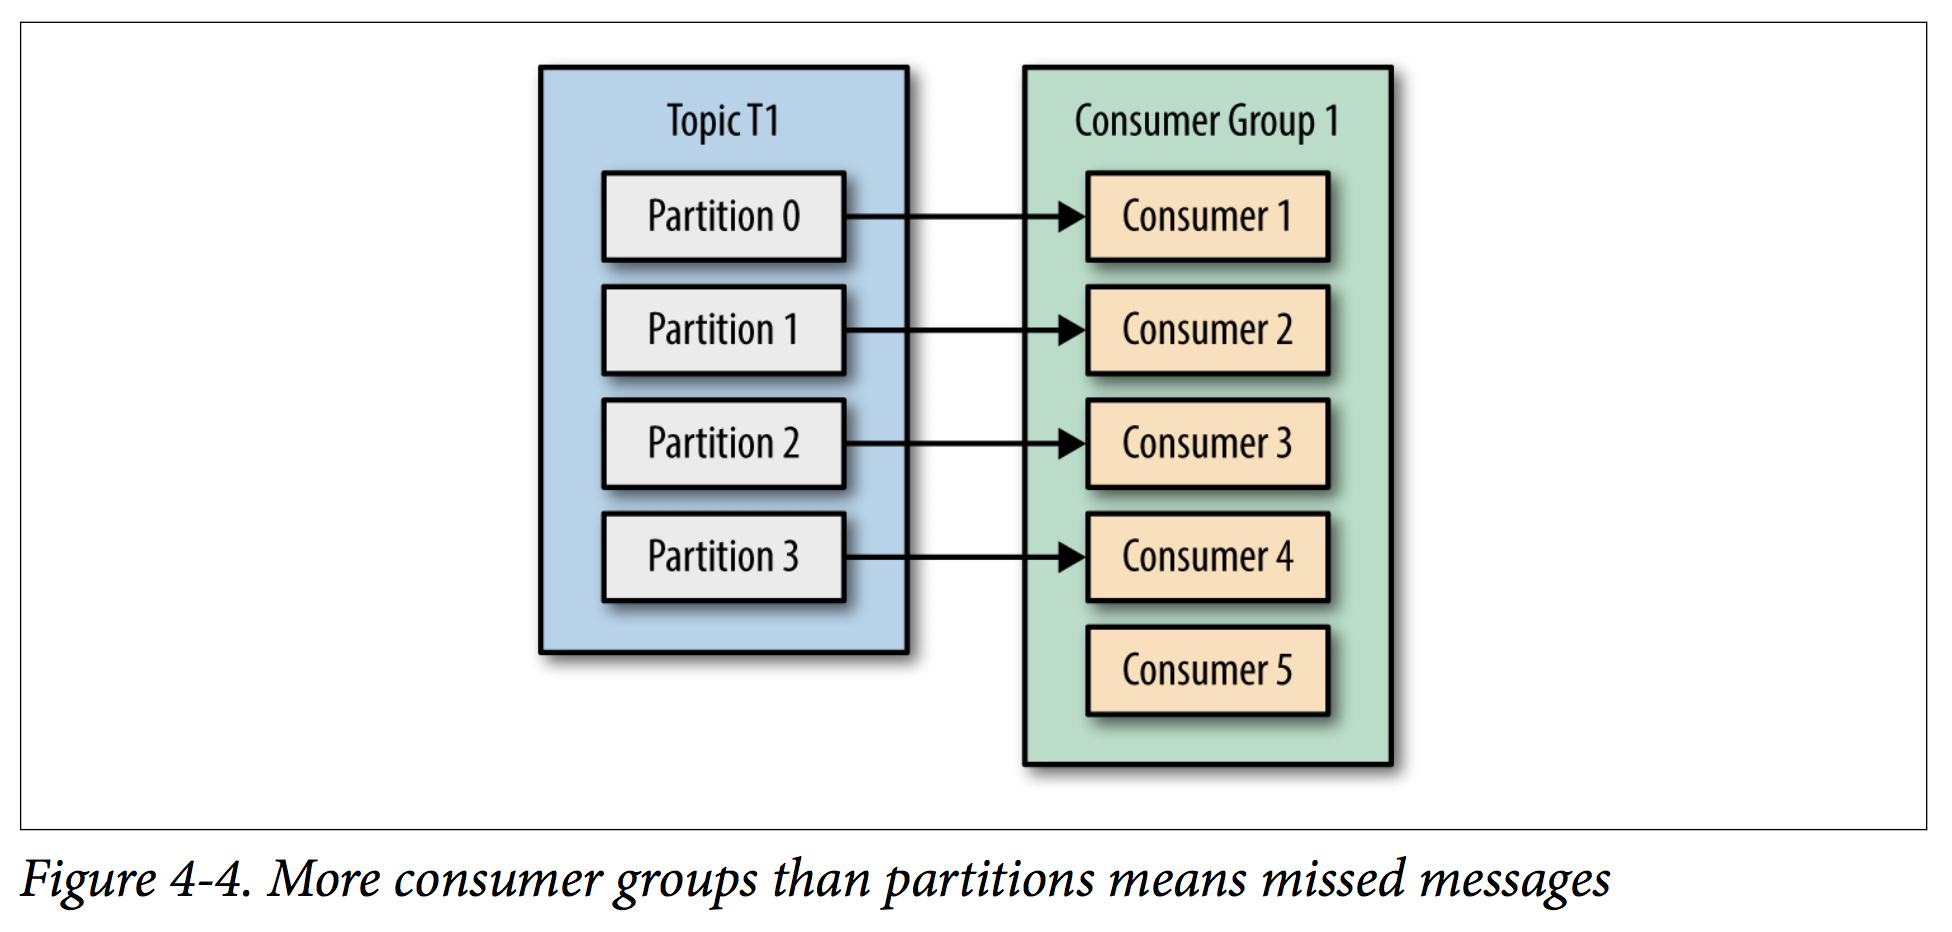 Topic T1
Partition 0
Partition 1
Partition 2
Partition 3
Consumer Group 1
Consumer 1
Consumer 2
Consumer 3
Consumer 4
Consumer 5
Figure 4-4. More consumer groups than partitions means missed messages